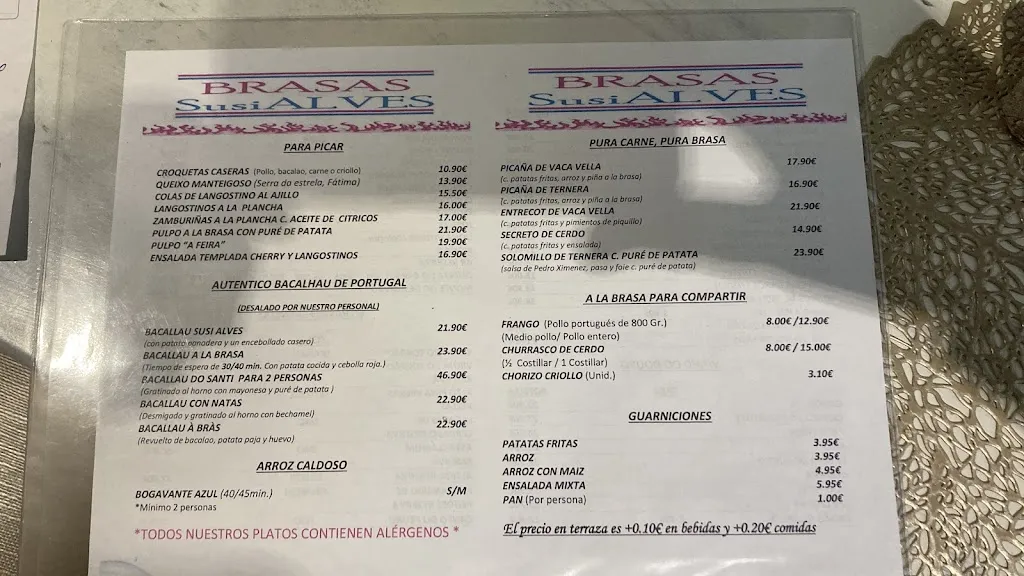 BRASAS
Susi ALVES
PARA PICAR
CROQUETAS CASERAS (Pollo, bacalao, carne o criollo) 10.90€
QUEIXO MANTEIGOSO (Serra da estrela, Fátima) 13.90€
COLAS DE LANGOSTINO AL AJILLO 15.50€
LANGOSTINOS A LA PLANCHA 16.00€
ZAMBURIÑAS A LA PLANCHA C. ACEITE DE CITRICOS 17.00€
PULPO A LA BRASA CON PURÉ DE PATATA 21.90€
PULPO "A FEIRA" 19.90€
ENSALADA TEMPLADA CHERRY Y LANGOSTINOS 16.90€
AUTENTICO BACALHAU DE PORTUGAL
(DESALADO POR NUESTRO PERSONAL)
BACALLAU SUSI ALVES 21.90€
(con patata panadera y un encebollado casero)
BACALLAU A LA BRASA 23.90€
(Tiempo de espera de 30/40 min. Con patata cocida y cebolla roja.)
BACALLAU DO SANTI PARA 2 PERSONAS 46.90€
(Gratinado al horno con mayonesa y puré de patata )
BACALLAU CON NATAS 22.90€
(Desmigado y gratinado al horno con bechamel)
BACALLAU À BRÀS 22.90€
(Revuelto de bacalao, patata paja y huevo)
ARROZ CALDOSO
BOGAVANTE AZUL (40/45min.) S/M
*Mínimo 2 personas
*TODOS NUESTROS PLATOS CONTIENEN ALÉRGENOS *
BRASAS
Susi ALVES
PURA CARNE, PURA BRASA
PICAÑA DE VACA VELLA 17.90€
(c. patatas fritas, arroz y piña a la brasa)
PICAÑA DE TERNERA 16.90€
(c. patatas fritas, arroz y piña a la brasa)
ENTRECOT DE VACA VELLA 21.90€
(c. patatas fritas y pimientos de piquillo)
SECRETO DE CERDO 14.90€
(c. patatas fritas y ensalada)
SOLOMILLO DE TERNERA C. PURÉ DE PATATA 23.90€
(salsa de Pedro Ximenez, pasa y foie c. puré de patata)
A LA BRASA PARA COMPARTIR
FRANGO (Pollo portugués de 800 Gr.) 8.00€ /12.90€
(Medio pollo/ Pollo entero)
CHURRASCO DE CERDO 8.00€ / 15.00€
(½ Costillar / 1 Costillar)
CHORIZO CRIOLLO (Unid.) 3.10€
GUARNICIONES
PATATAS FRITAS 3.95€
ARROZ 3.95€
ARROZ CON MAIZ 4.95€
ENSALADA MIXTA 5.95€
PAN (Por persona) 1.00€
El precio en terraza es +0.10€ en bebidas y +0.20€ comidas